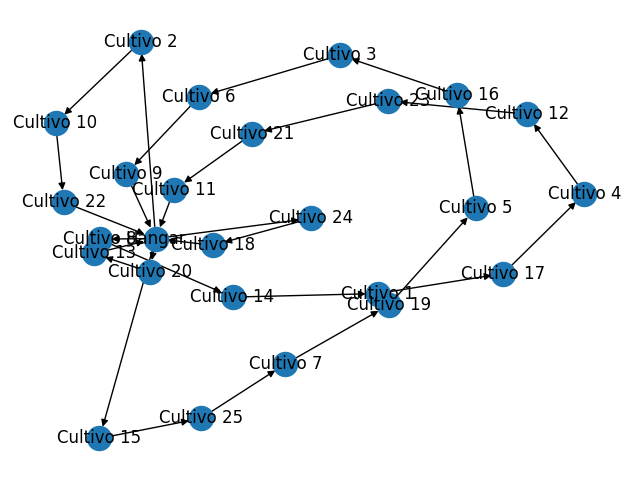 Cultivo 2
Cultivo 3
Cultivo 16
Cultivo 6
Cultivo 23
Cultivo 12
Cultivo 10
Cultivo 21
Cultivo 9
Cultivo 11
Cultivo 4
Cultivo 22
Cultivo 5
Cultivo 24
Cultivo
Cultivo 18
Cultivo 13
Cultivo 20
Cultivo 17
Cultivo 14
Cultivo 1
Cultivo 19
Cultivo 7
Cultivo 25
Cultivo 15